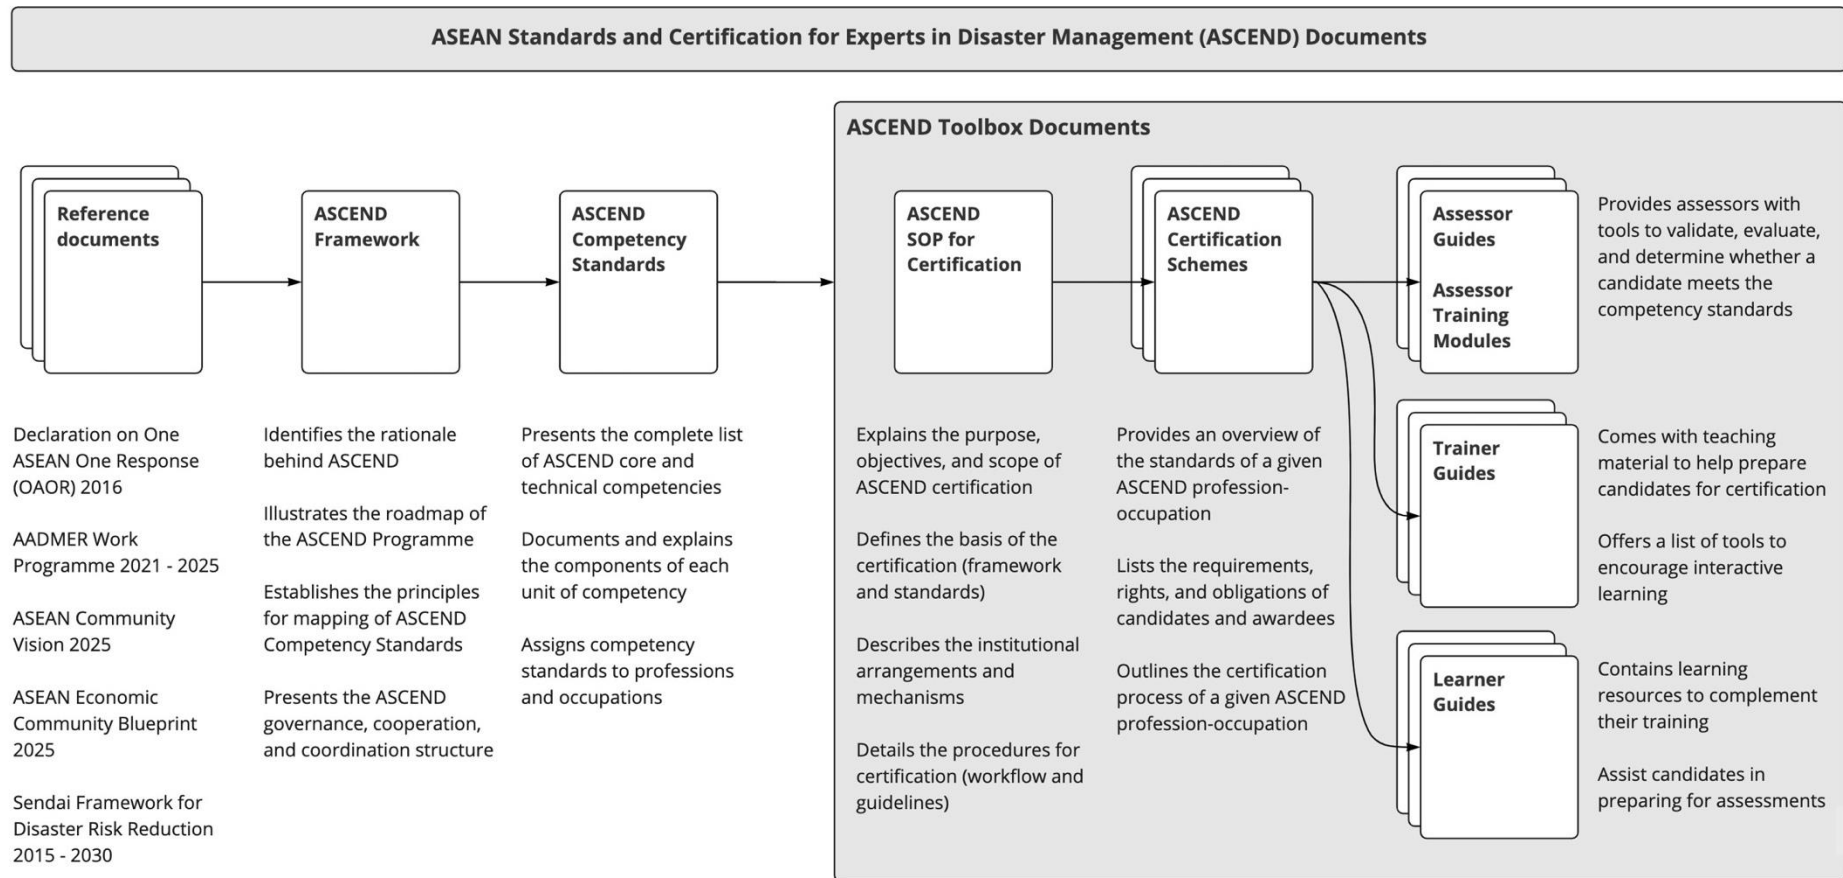 ASEAN Standards and Certification for Experts in Disaster Management (ASCEND) Documents
ASCEND Toolbox Documents
Reference
documents
ASCEND
Framework
ASCEND
Competency
Standards
ASCEND
SOP for
Certification
ASCEND
Certification
Schemes
Assessor
Guides
Assessor
Training
Modules
Provides assessors with
tools to validate, evaluate,
and determine whether a
candidate meets the
competency standards
Trainer
Guides
Comes with teaching
material to help prepare
candidates for certification
Offers a list of tools to
encourage interactive
learning
Learner
Guides
Contains learning
resources to complement
their training
Assist candidates in
preparing for assessments
Declaration on One
ASEAN One Response
(OAOR) 2016
AADMER Work
Programme 2021 - 2025
ASEAN Community
Vision 2025
ASEAN Economic
Community Blueprint
2025
Sendai Framework for
Disaster Risk Reduction
2015 - 2030
Identifies the rationale
behind ASCEND
Illustrates the roadmap of
the ASCEND Programme
Establishes the principles
for mapping of ASCEND
Competency Standards
Presents the ASCEND
governance, cooperation,
and coordination structure
Presents the complete list
of ASCEND core and
technical competencies
Documents and explains
the components of each
unit of competency
Assigns competency
standards to professions
and occupations
Explains the purpose,
objectives, and scope of
ASCEND certification
Defines the basis of the
certification (framework
and standards)
Describes the institutional
arrangements and
mechanisms
Details the procedures for
certification (workflow and
guidelines)
Provides an overview of
the standards of a given
ASCEND profession-
occupation
Lists the requirements,
rights, and obligations of
candidates and awardees
Outlines the certification
process of a given ASCEND
profession-occupation